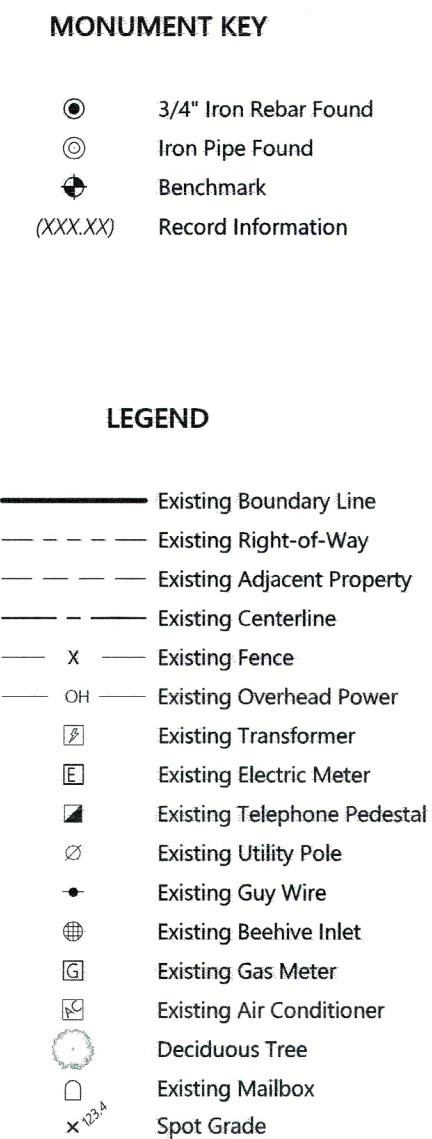 MONUMENT KEY
3/4" Iron Rebar Found
Iron Pipe Found
Benchmark
(XXX.XX) Record Information
LEGEND
Existing Boundary Line
Existing Right-of-Way
Existing Adjacent Property
Existing Centerline
X Existing Fence
OH Existing Overhead Power
Existing Transformer
E Existing Electric Meter
Existing Telephone Pedestal
Existing Utility Pole
Existing Guy Wire
Existing Beehive Inlet
G Existing Gas Meter
AC Existing Air Conditioner
Deciduous Tree
Existing Mailbox
×123.4 Spot Grade